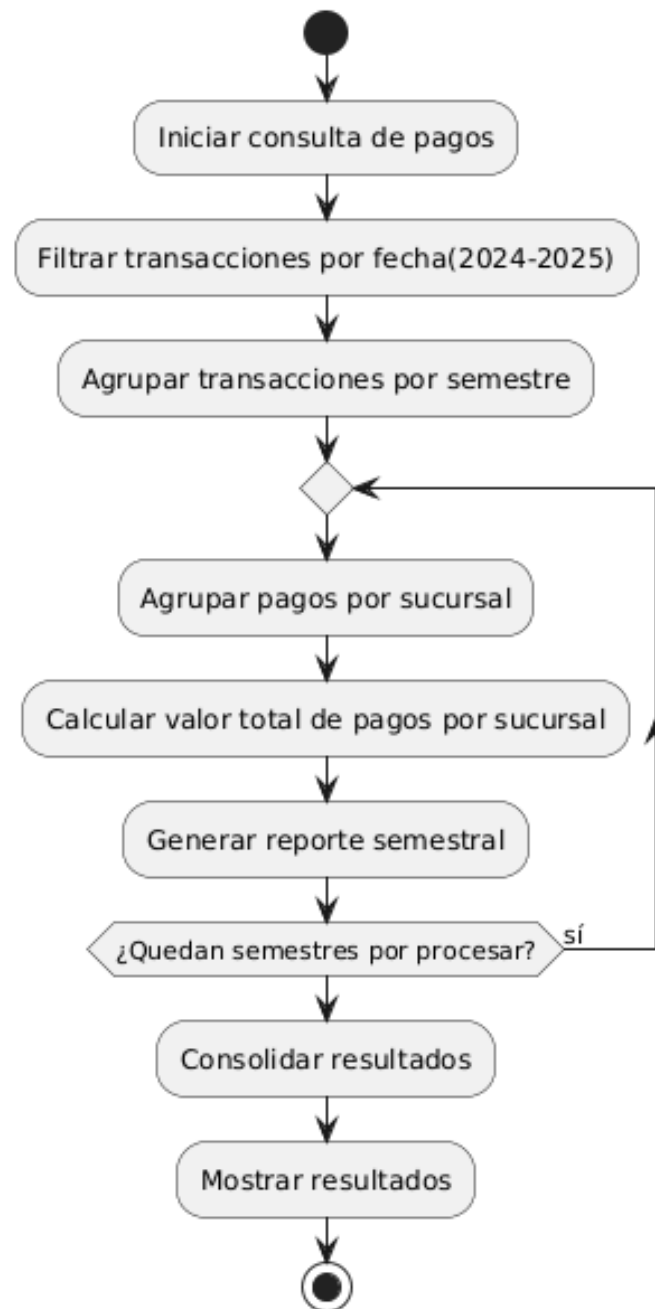 Iniciar consulta de pagos
Filtrar transacciones por fecha(2024-2025)
Agrupar transacciones por semestre
Agrupar pagos por sucursal
Calcular valor total de pagos por sucursal
Generar reporte semestral
¿Quedan semestres por procesar?
sí
Consolidar resultados
Mostrar resultados